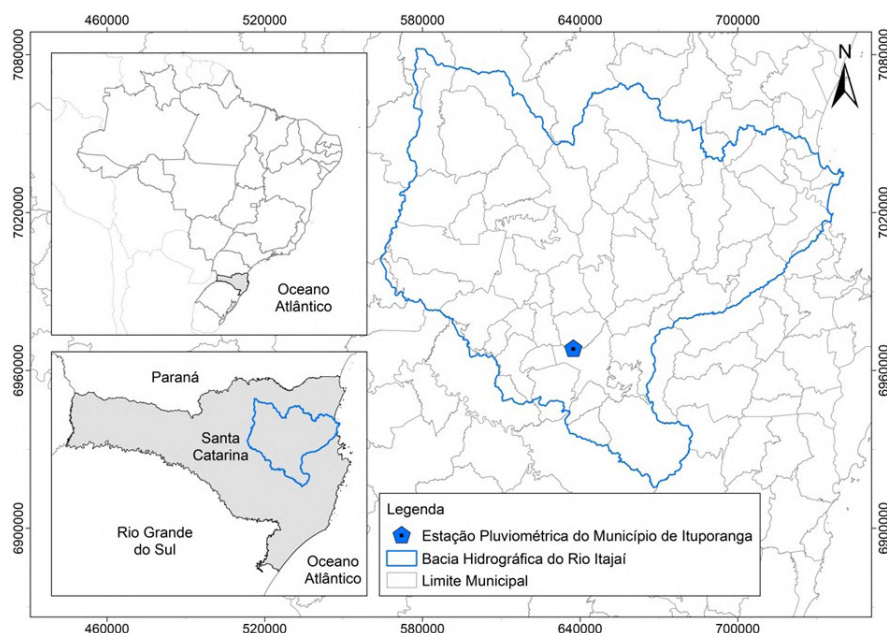 460000
520000
580000
640000
700000
7080000
7080000
N
7020000
7020000
Oceano
Atlântico
6960000
6960000
Paraná
Santa
Catarina
Rio Grande
do Sul
Oceano
Atlântico
Legenda
Estação Pluviométrica do Município de Ituporanga
Bacia Hidrográfica do Rio Itajaí
Limite Municipal
6900000
6900000
460000
520000
580000
640000
700000